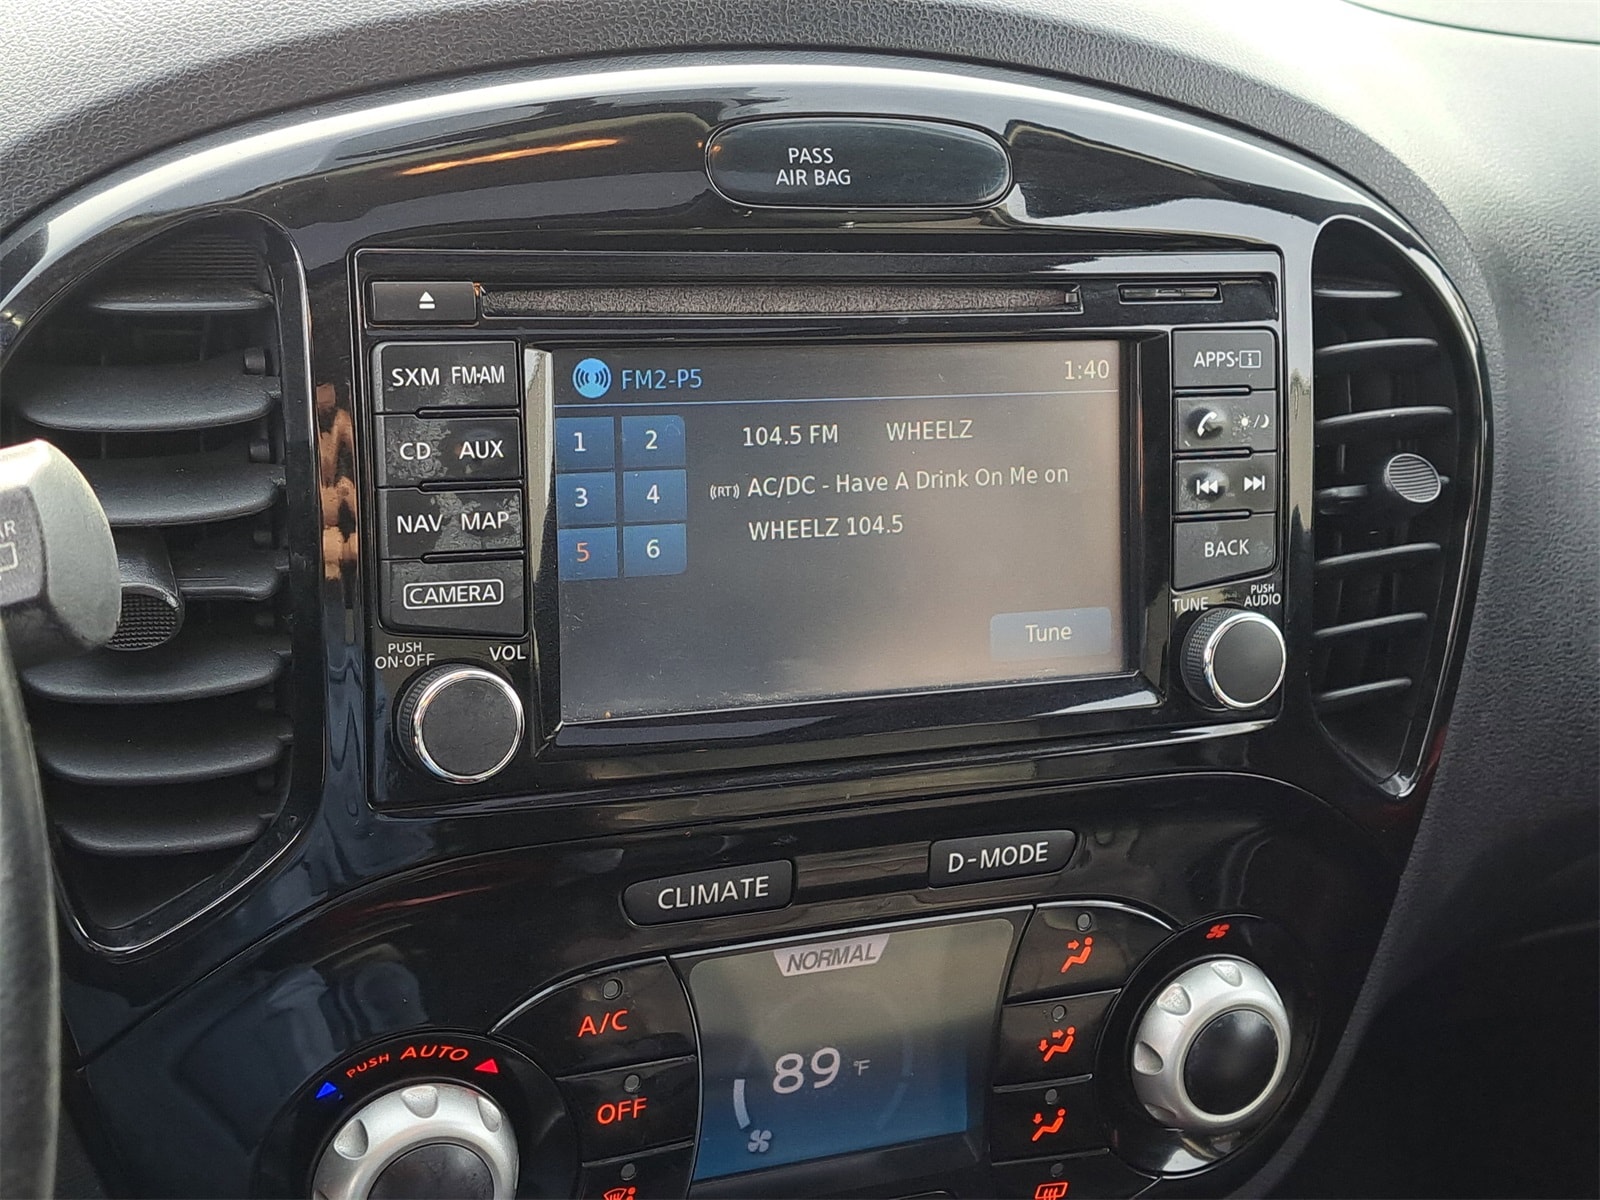 PASS
AIR BAG
SXM FM·AM
CD AUX
NAV MAP
CAMERA
PUSH
ON·OFF
VOL
FM2-P5
1:40
1 2
3 4
5 6
104.5 FM WHEELZ
((RT)) AC/DC - Have A Drink On Me on
WHEELZ 104.5
Tune
APPS·i
BACK
TUNE
PUSH
AUDIO
CLIMATE
D-MODE
NORMAL
89 °F
A/C
OFF
PUSH AUTO